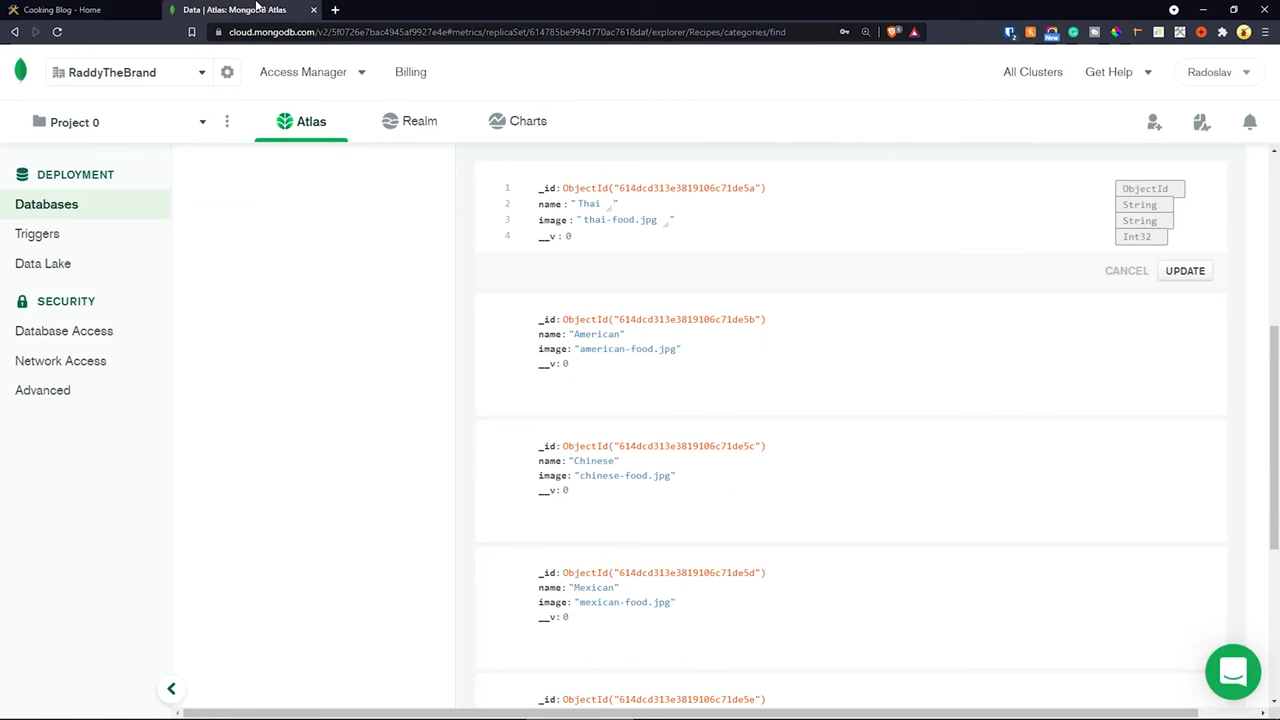 Cooking Blog - Home
Data | Atlas: MongoDB Atlas
cloud.mongodb.com/v2/5f0726e7bac4945af9927e4e#metrics/replicaSet/614785be994d770ac7618daf/explorer/Recipes/categories/find
New
RaddyTheBrand
Access Manager
Billing
All Clusters
Get Help
Radoslav
Project 0
Atlas
Realm
Charts
DEPLOYMENT
Databases
Triggers
Data Lake
SECURITY
Database Access
Network Access
Advanced
1 _id: ObjectId("614dcd313e3819106c71de5a") ObjectId
2 name : "Thai " String
3 image : "thai-food.jpg " String
4 __v : 0 Int32
CANCEL UPDATE
_id: ObjectId("614dcd313e3819106c71de5b")
name: "American"
image: "american-food.jpg"
__v: 0
_id: ObjectId("614dcd313e3819106c71de5c")
name: "Chinese"
image: "chinese-food.jpg"
__v: 0
_id: ObjectId("614dcd313e3819106c71de5d")
name: "Mexican"
image: "mexican-food.jpg"
__v: 0
_id: ObjectId("614dcd313e3819106c71de5e")